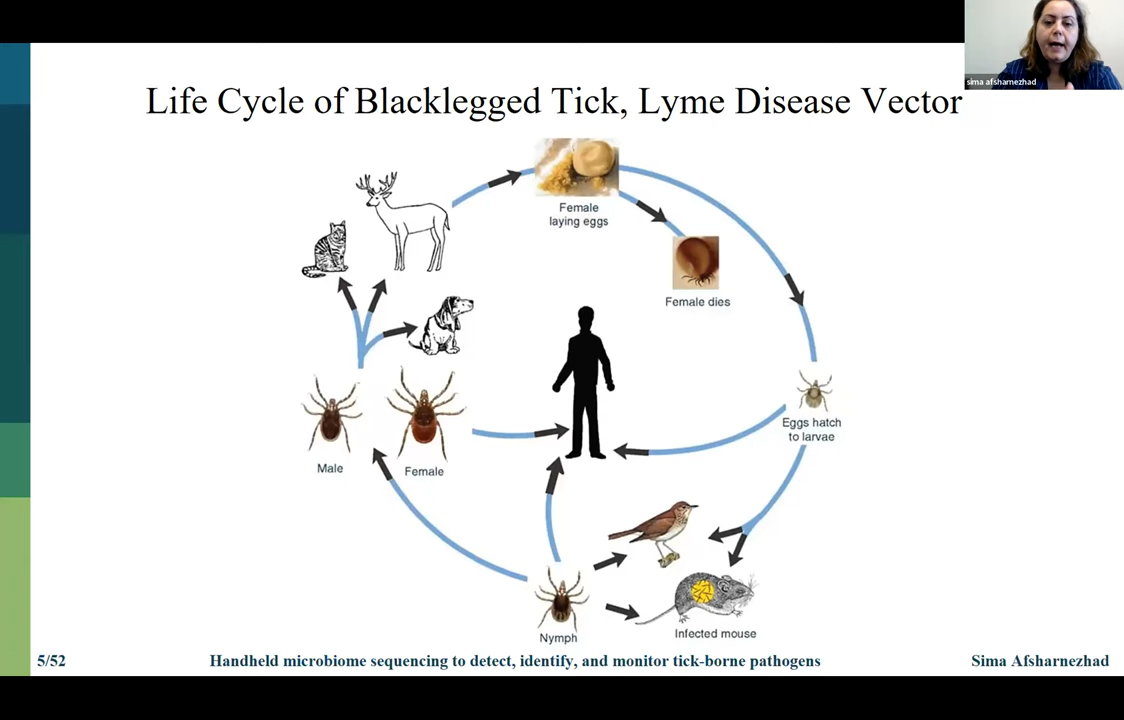 sima afsharnezhad
Life Cycle of Blacklegged Tick, Lyme Disease Vector
Female
laying eggs
Female dies
Eggs hatch
to larvae
Male
Female
Nymph
Infected mouse
5/52
Handheld microbiome sequencing to detect, identify, and monitor tick-borne pathogens
Sima Afsharnezhad